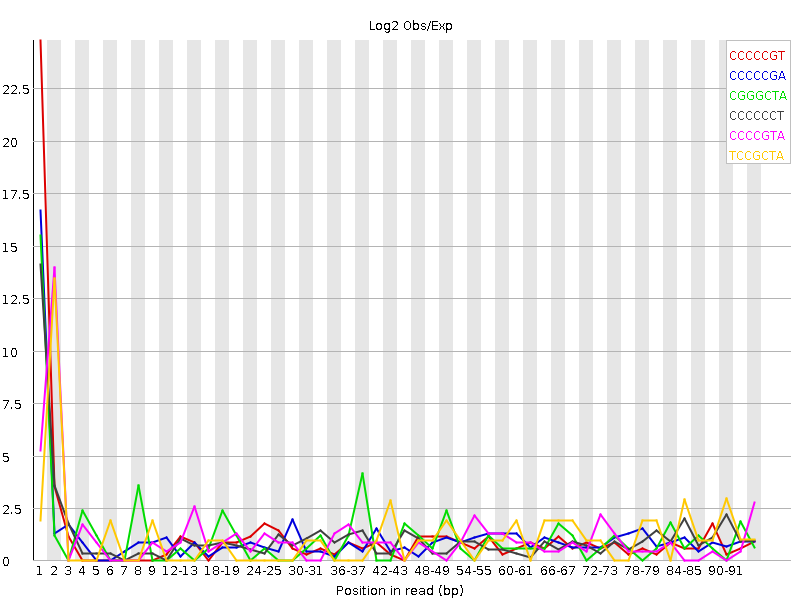 Log2 Obs/Exp
CCCCCGT
CCCCCGA
CGGGCTA
CCCCCCT
CCCCGTA
TCCGCTA
22.5
20
17.5
15
12.5
10
7.5
5
2.5
0
1 2 3 4 5 6 7 8 9 12-13 18-19 24-25 30-31 36-37 42-43 48-49 54-55 60-61 66-67 72-73 78-79 84-85 90-91
Position in read (bp)